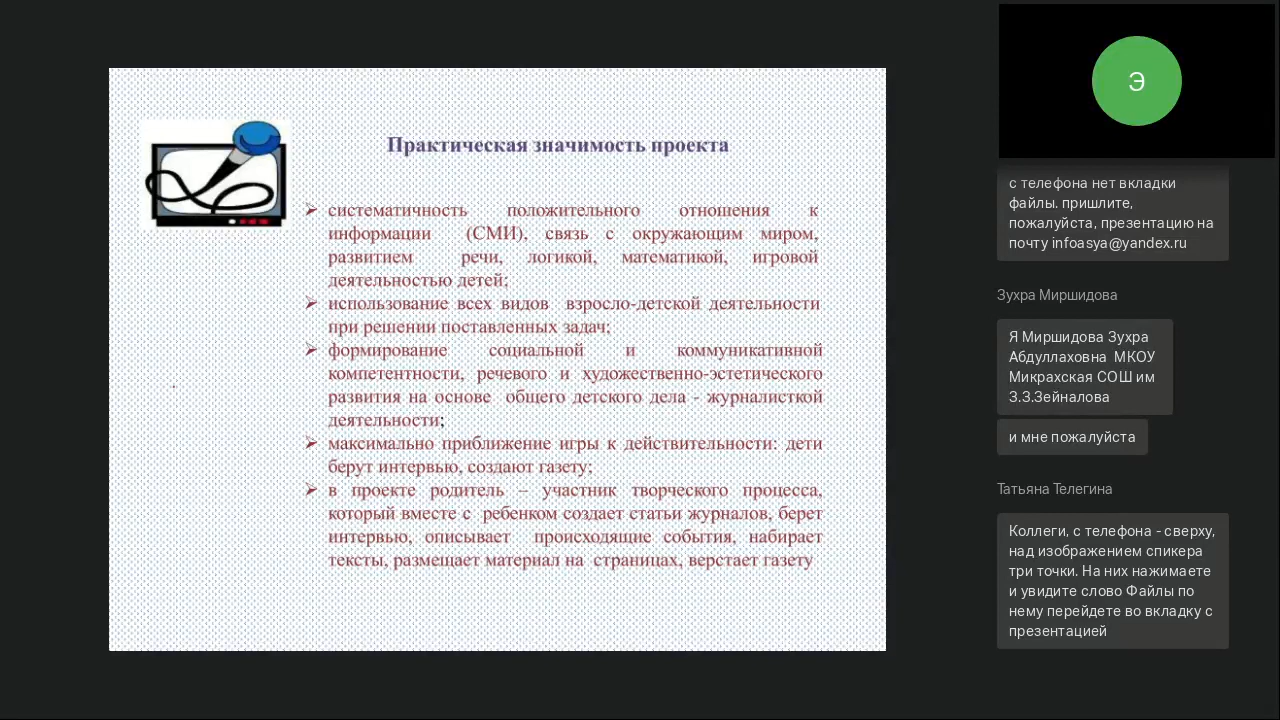 Практическая значимость проекта
систематичность положительного отношения к
информации (СМИ), связь с окружающим миром,
развитием речи, логикой, математикой, игровой
деятельностью детей;
использование всех видов взросло-детской деятельности
при решении поставленных задач;
формирование социальной и коммуникативной
компетентности, речевого и художественно-эстетического
развития на основе общего детского дела - журналисткой
деятельности;
максимально приближение игры к действительности: дети
берут интервью, создают газету;
в проекте родитель – участник творческого процесса,
который вместе с ребенком создает статьи журналов, берет
интервью, описывает происходящие события, набирает
тексты, размещает материал на страницах, верстает газету
Э
с телефона нет вкладки
файлы. пришлите,
пожалуйста, презентацию на
почту infoasya@yandex.ru
Зухра Миршидова
Я Миршидова Зухра
Абдуллаховна МКОУ
Микрахская СОШ им
З.З.Зейналова
и мне пожалуйста
Татьяна Телегина
Коллеги, с телефона - сверху,
над изображением спикера
три точки. На них нажимаете
и увидите слово Файлы по
нему перейдете во вкладку с
презентацией